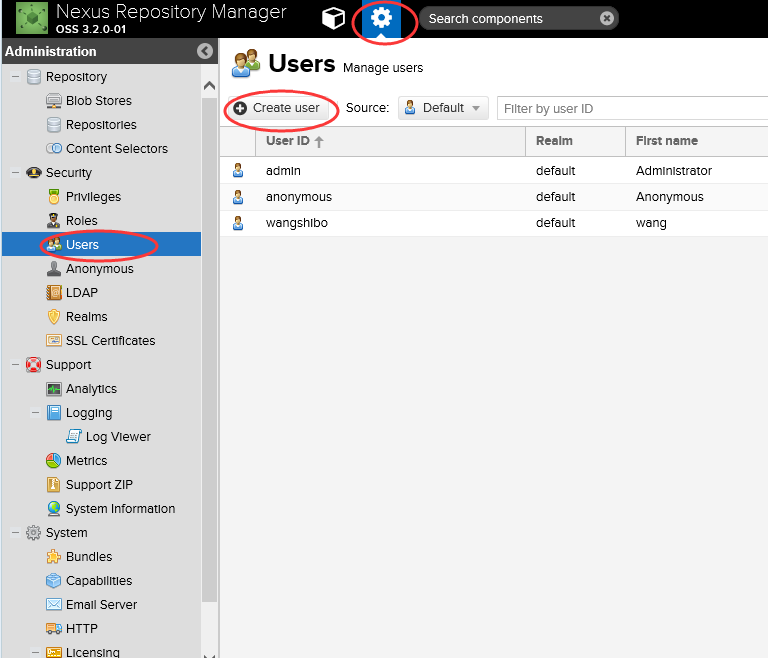 Nexus Repository Manager
OSS 3.2.0-01
Search components
Administration
Repository
Blob Stores
Repositories
Content Selectors
Security
Privileges
Roles
Users
Anonymous
LDAP
Realms
SSL Certificates
Support
Analytics
Logging
Log Viewer
Metrics
Support ZIP
System Information
System
Bundles
Capabilities
Email Server
HTTP
Licensing
Users Manage users
Create user Source: Default Filter by user ID
User ID Realm First name
admin default Administrator
anonymous default Anonymous
wangshibo default wang